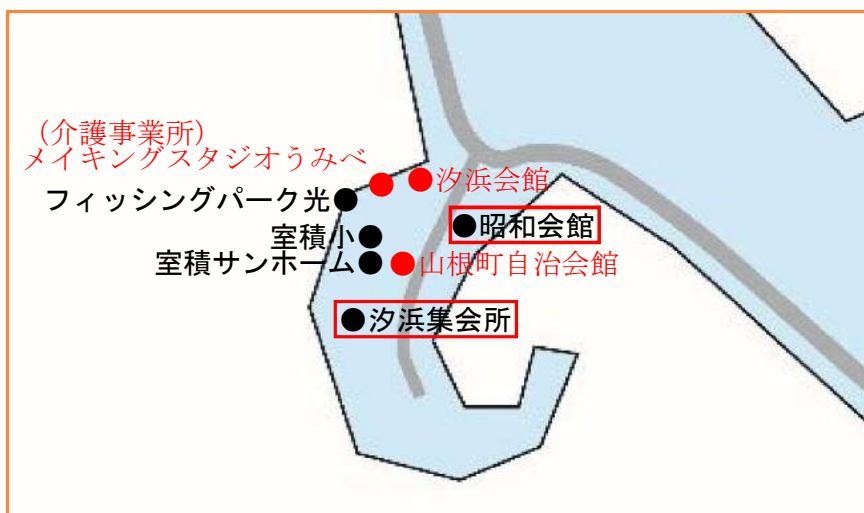 （介護事業所）
メイキングスタジオうみべ
汐浜会館
フィッシングパーク光
昭和会館
室積小
室積サンホーム
山根町自治会館
汐浜集会所